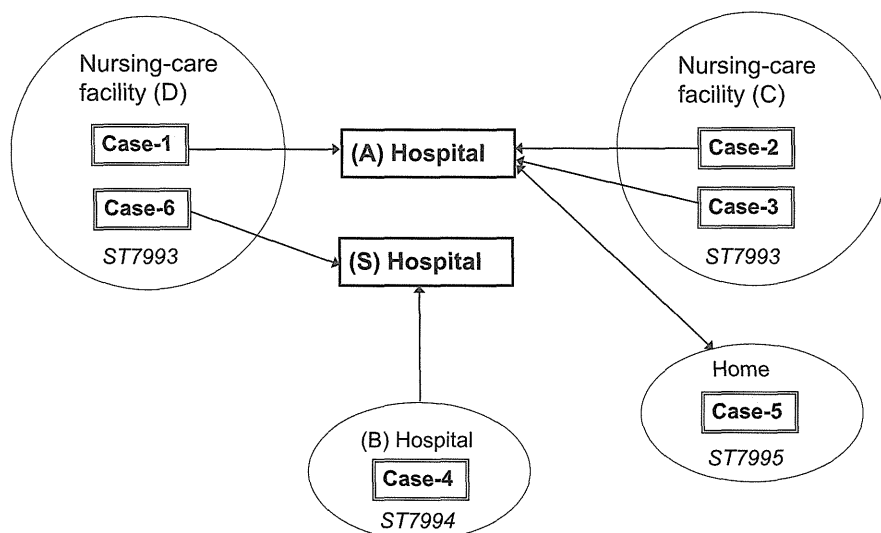 Nursing-care
facility (D)
Case-1
Case-6
ST7993
(A) Hospital
(S) Hospital
Nursing-care
facility (C)
Case-2
Case-3
ST7993
Home
Case-5
ST7995
(B) Hospital
Case-4
ST7994